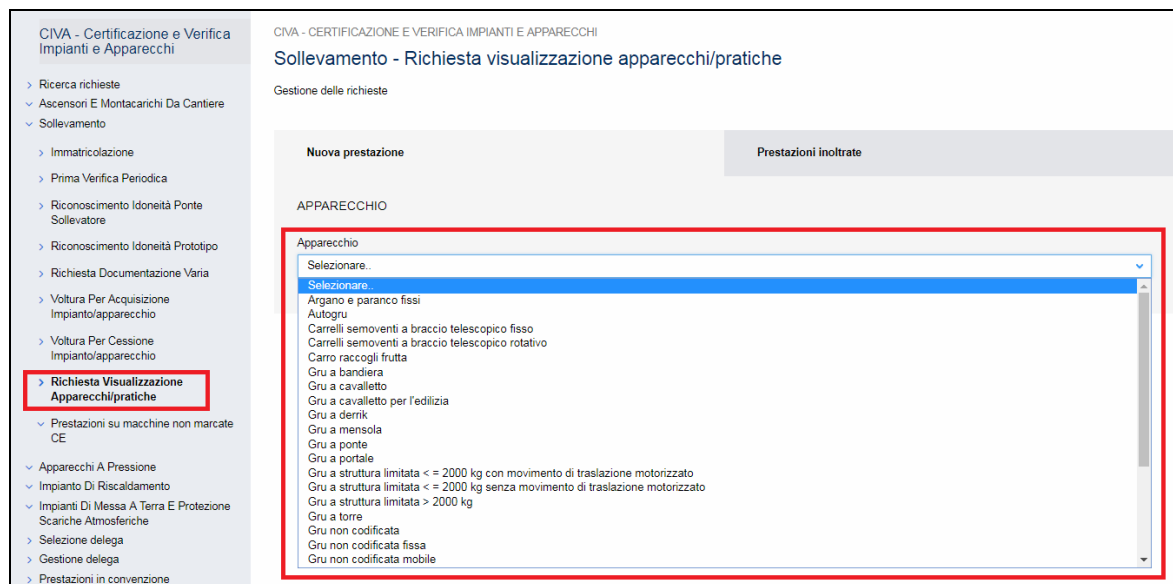 CIVA - Certificazione e Verifica
Impianti e Apparecchi
Ricerca richieste
Ascensori E Montacarichi Da Cantiere
Sollevamento
Immatricolazione
Prima Verifica Periodica
Riconoscimento Idoneità Ponte
Sollevatore
Riconoscimento Idoneità Prototipo
Richiesta Documentazione Varia
Voltura Per Acquisizione
Impianto/apparecchio
Voltura Per Cessione
Impianto/apparecchio
Richiesta Visualizzazione
Apparecchi/pratiche
Prestazioni su macchine non marcate
CE
Apparecchi A Pressione
Impianto Di Riscaldamento
Impianti Di Messa A Terra E Protezione
Scariche Atmosferiche
Selezione delega
Gestione delega
Prestazioni in convenzione
CIVA - CERTIFICAZIONE E VERIFICA IMPIANTI E APPARECCHI
Sollevamento - Richiesta visualizzazione apparecchi/pratiche
Gestione delle richieste
Nuova prestazione
Prestazioni inoltrate
APPARECCHIO
Apparecchio
Selezionare..
Selezionare..
Argano e paranco fissi
Autogru
Carrelli semoventi a braccio telescopico fisso
Carrelli semoventi a braccio telescopico rotativo
Carro raccogli frutta
Gru a bandiera
Gru a cavalletto
Gru a cavalletto per l'edilizia
Gru a derrik
Gru a mensola
Gru a ponte
Gru a portale
Gru a struttura limitata < = 2000 kg con movimento di traslazione motorizzato
Gru a struttura limitata < = 2000 kg senza movimento di traslazione motorizzato
Gru a struttura limitata > 2000 kg
Gru a torre
Gru non codificata
Gru non codificata fissa
Gru non codificata mobile